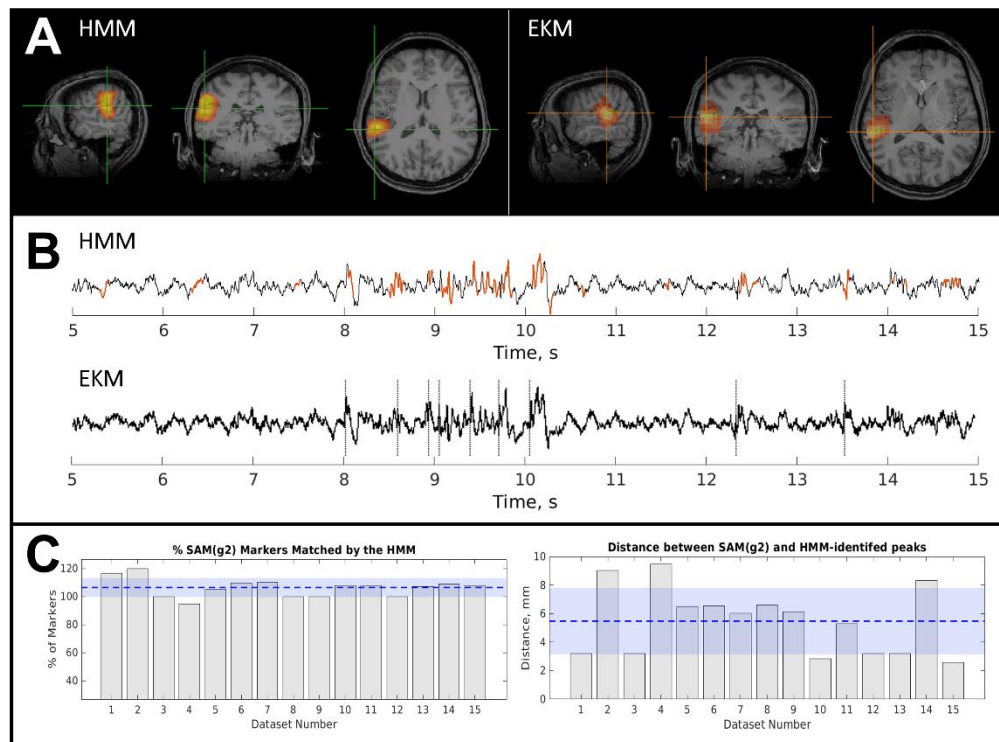 A
HMM
EKM
B
HMM
5 6 7 8 9 10 11 12 13 14 15
Time, s
EKM
5 6 7 8 9 10 11 12 13 14 15
Time, s
C
% SAM(g2) Markers Matched by the HMM
% of Markers
120
100
80
60
40
1 2 3 4 5 6 7 8 9 10 11 12 13 14 15
Dataset Number
Distance between SAM(g2) and HMM-identifed peaks
Distance, mm
10
8
6
4
2
0
1 2 3 4 5 6 7 8 9 10 11 12 13 14 15
Dataset Number